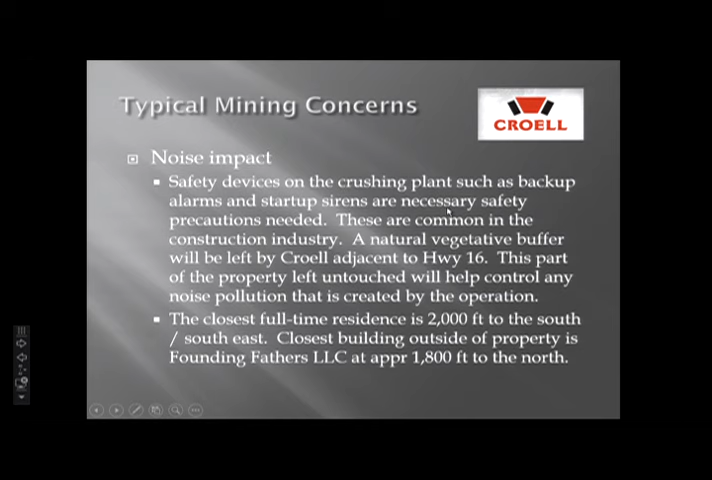 Typical Mining Concerns
CROELL
Noise impact
Safety devices on the crushing plant such as backup
alarms and startup sirens are necessary safety
precautions needed. These are common in the
construction industry. A natural vegetative buffer
will be left by Croell adjacent to Hwy 16. This part
of the property left untouched will help control any
noise pollution that is created by the operation.
The closest full-time residence is 2,000 ft to the south
/ south east. Closest building outside of property is
Founding Fathers LLC at appr 1,800 ft to the north.